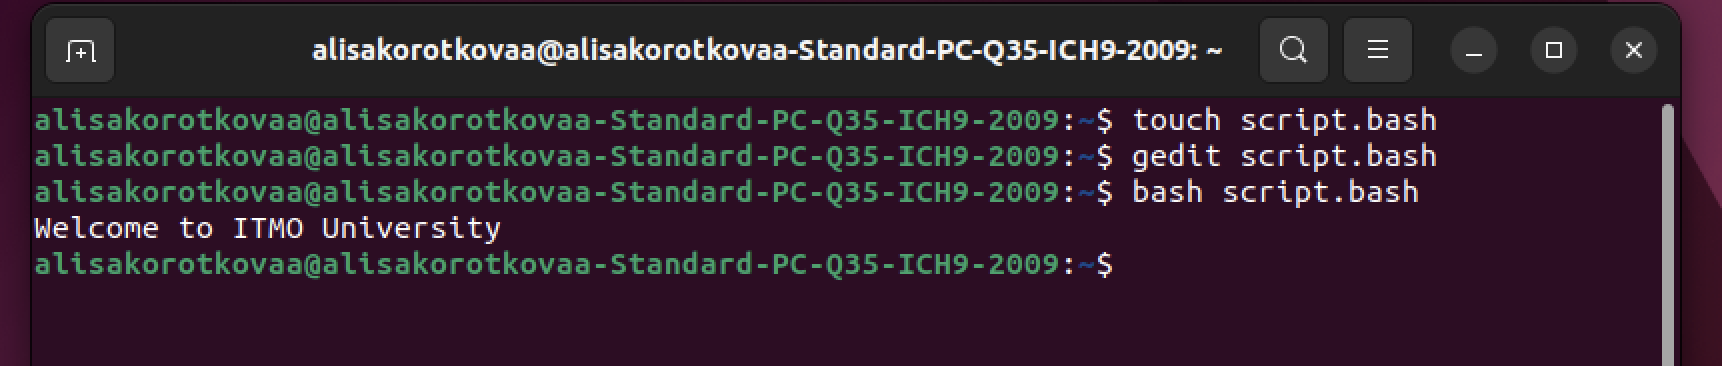 alisakorotkovaa@alisakorotkovaa-Standard-PC-Q35-ICH9-2009: ~
alisakorotkovaa@alisakorotkovaa-Standard-PC-Q35-ICH9-2009:~$ touch script.bash
alisakorotkovaa@alisakorotkovaa-Standard-PC-Q35-ICH9-2009:~$ gedit script.bash
alisakorotkovaa@alisakorotkovaa-Standard-PC-Q35-ICH9-2009:~$ bash script.bash
Welcome to ITMO University
alisakorotkovaa@alisakorotkovaa-Standard-PC-Q35-ICH9-2009:~$